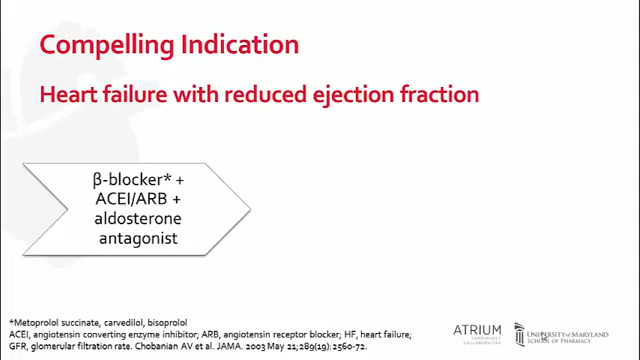 Compelling Indication
Heart failure with reduced ejection fraction
β-blocker* +
ACEI/ARB +
aldosterone
antagonist
*Metoprolol succinate, carvedilol, bisoprolol
ACEI, angiotensin converting enzyme inhibitor; ARB, angiotensin receptor blocker; HF, heart failure;
GFR, glomerular filtration rate. Chobanian AV et al. JAMA. 2003 May 21;289(19):2560-72.
ATRIUM
CARDIOLOGY
COLLABORATIVE
UNIVERSITY of MARYLAND
SCHOOL OF PHARMACY